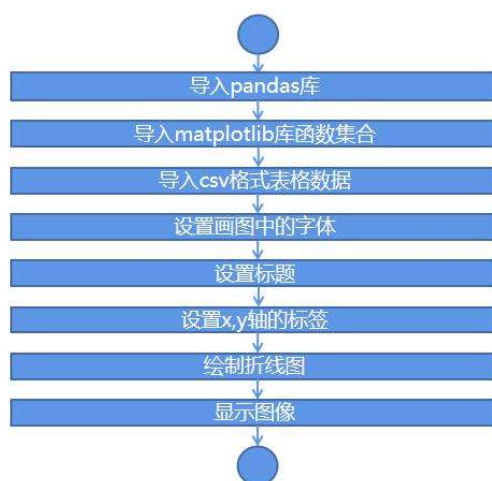 导入pandas库
导入matplotlib库函数集合
导入csv格式表格数据
设置画图中的字体
设置标题
设置x,y轴的标签
绘制折线图
显示图像